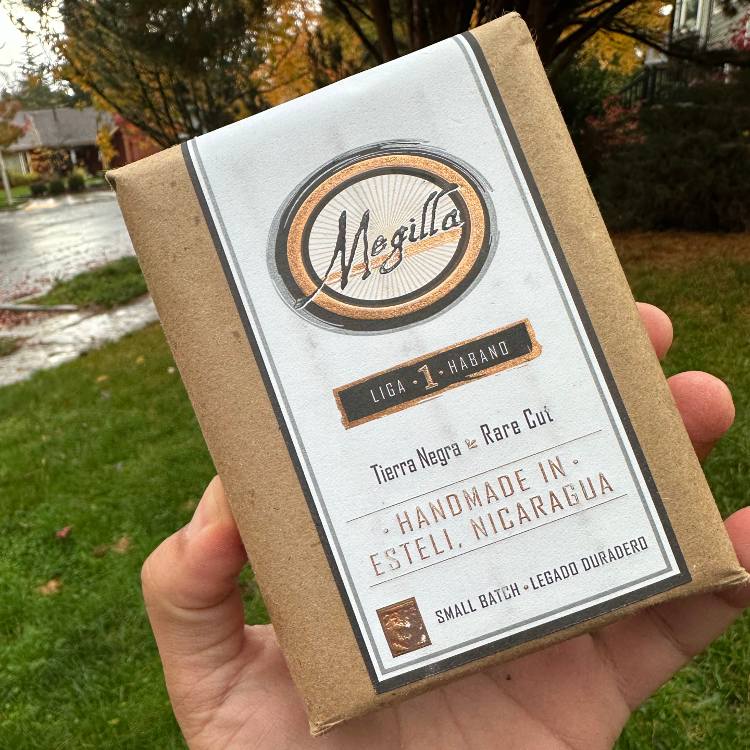 Megilla
LIGA · 1 · HABANO
Tierra Negra Rare Cut
· HANDMADE IN ·
ESTELI, NICARAGUA
SMALL BATCH · LEGADO DURADERO